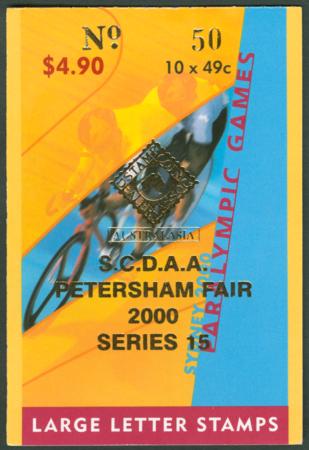 Nº 50
$4.90 10 x 49c
AUSTRALASIA
S.C.D.A.A.
PETERSHAM FAIR
2000
SERIES 15
SYDNEY 2000
PARALYMPIC GAMES
LARGE LETTER STAMPS